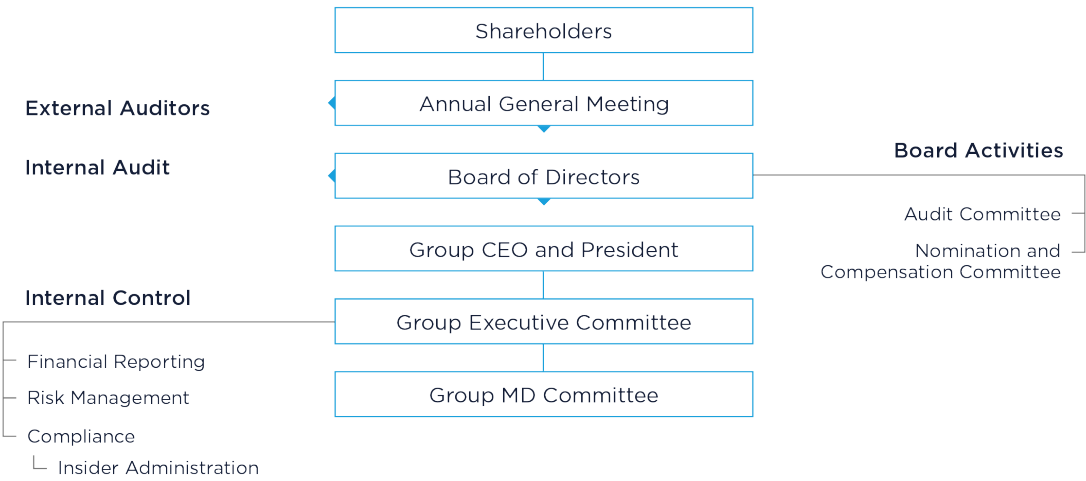 Shareholders
External Auditors
Annual General Meeting
Internal Audit
Board of Directors
Board Activities
Audit Committee
Nomination and
Compensation Committee
Group CEO and President
Internal Control
Group Executive Committee
Financial Reporting
Risk Management
Compliance
Insider Administration
Group MD Committee